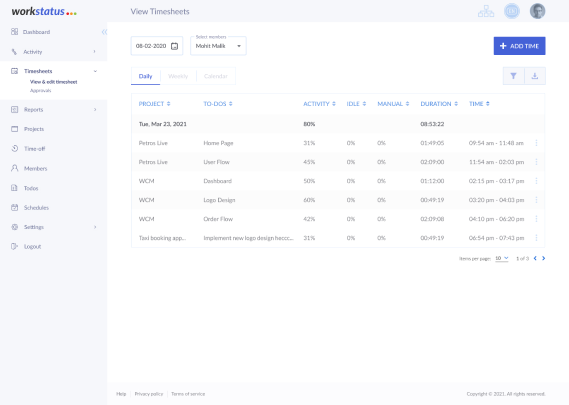 workstatus
View Timesheets
Dashboard
Activity
Timesheets
View & edit timesheet
Approvals
Reports
Projects
Time-off
Members
Todos
Schedules
Settings
Logout
08-02-2020
Select members
Mohit Malik
+ ADD TIME
Daily Weekly Calendar
PROJECT TO-DOS ACTIVITY IDLE MANUAL DURATION TIME
Tue, Mar 23, 2021 80% 08:53:22
Petros Live Home Page 31% 0% 0% 01:49:05 09:54 am - 11:48 am
Petros Live User Flow 45% 0% 0% 02:09:00 11:54 am - 02:03 pm
WCM Dashboard 50% 0% 0% 01:12:00 02:15 pm - 03:17 pm
WCM Logo Design 60% 0% 0% 00:49:19 03:20 pm - 04:03 pm
WCM Order Flow 42% 0% 0% 02:09:08 04:10 pm - 06:20 pm
Taxi booking app... Implement new logo design 31% 0% 0% 00:49:19 06:54 pm - 07:43 pm
Items per page: 10 1 of 3
Help Privacy policy Terms of service
Copyright © 2021. All rights reserved.